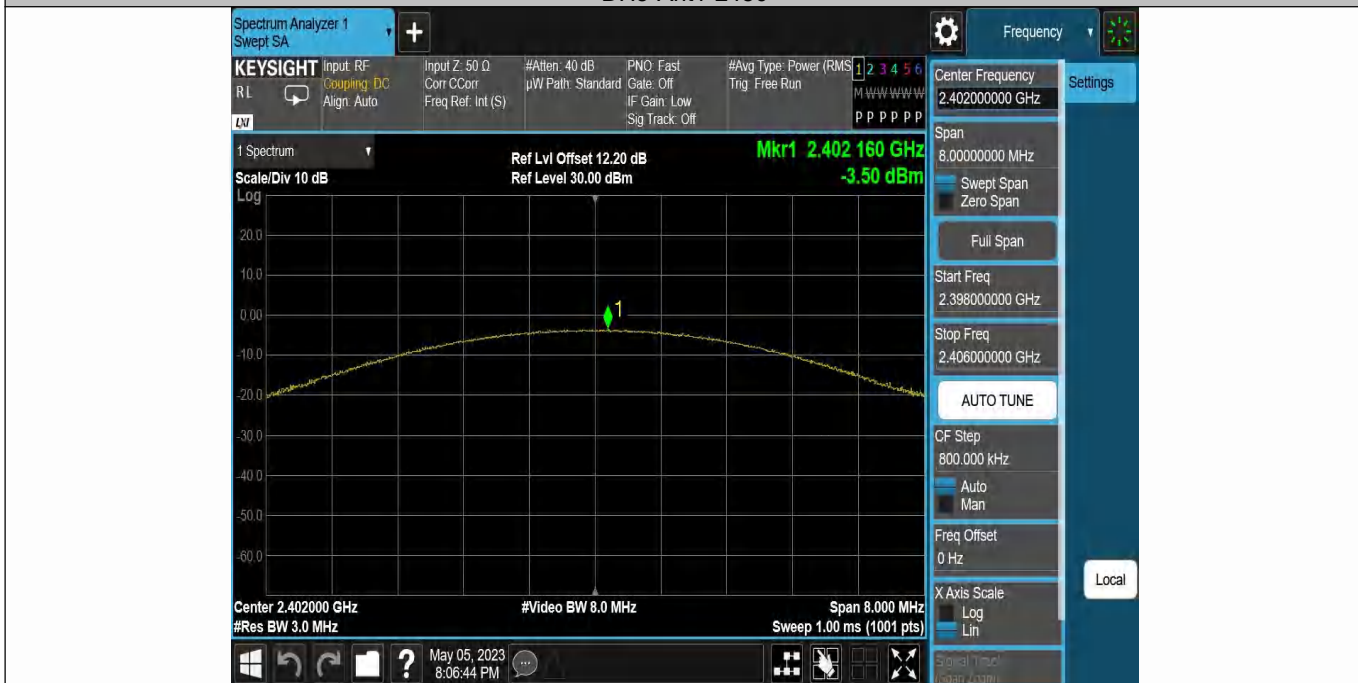 Spectrum Analyzer 1
Swept SA
+
Frequency
KEYSIGHT
RL
LXI
Input: RF
Coupling: DC
Align: Auto
Input Z: 50 Ω
Corr CCorr
Freq Ref: Int (S)
#Atten: 40 dB
µW Path: Standard
PNO: Fast
Gate: Off
IF Gain: Low
Sig Track: Off
#Avg Type: Power (RMS
Trig: Free Run
1 2 3 4 5 6
M W W W W W
P P P P P P
1 Spectrum
Scale/Div 10 dB
Log
Ref Lvl Offset 12.20 dB
Ref Level 30.00 dBm
Mkr1 2.402 160 GHz
-3.50 dBm
20.0
10.0
0.00
-10.0
-20.0
-30.0
-40.0
-50.0
-60.0
1
Center 2.402000 GHz
#Res BW 3.0 MHz
#Video BW 8.0 MHz
Span 8.000 MHz
Sweep 1.00 ms (1001 pts)
?
May 05, 2023
8:06:44 PM
Center Frequency
2.402000000 GHz
Settings
Span
8.00000000 MHz
Swept Span
Zero Span
Full Span
Start Freq
2.398000000 GHz
Stop Freq
2.406000000 GHz
AUTO TUNE
CF Step
800.000 kHz
Auto
Man
Freq Offset
0 Hz
X Axis Scale
Log
Lin
Local
Signal Track
(Span Zoom)